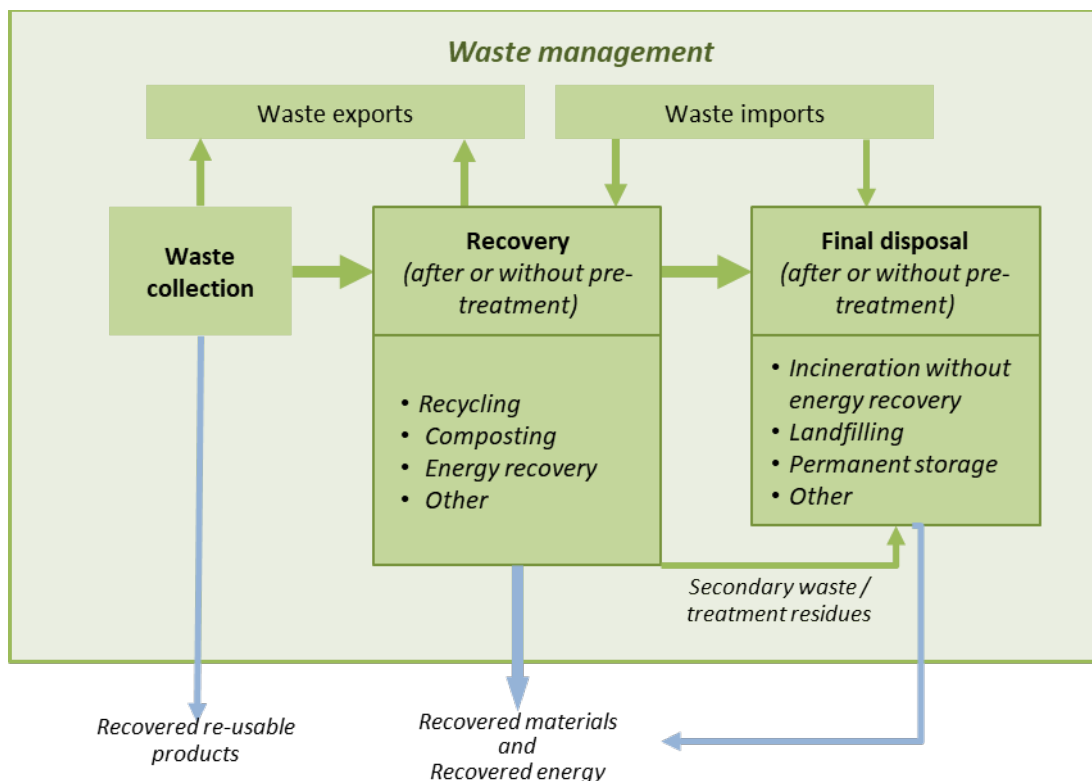 Waste management
Waste exports
Waste imports
Waste
collection
Recovery
(after or without pre-
treatment)
Final disposal
(after or without pre-
treatment)
• Recycling
• Composting
• Energy recovery
• Other
• Incineration without
energy recovery
• Landfilling
• Permanent storage
• Other
Secondary waste /
treatment residues
Recovered re-usable
products
Recovered materials
and
Recovered energy